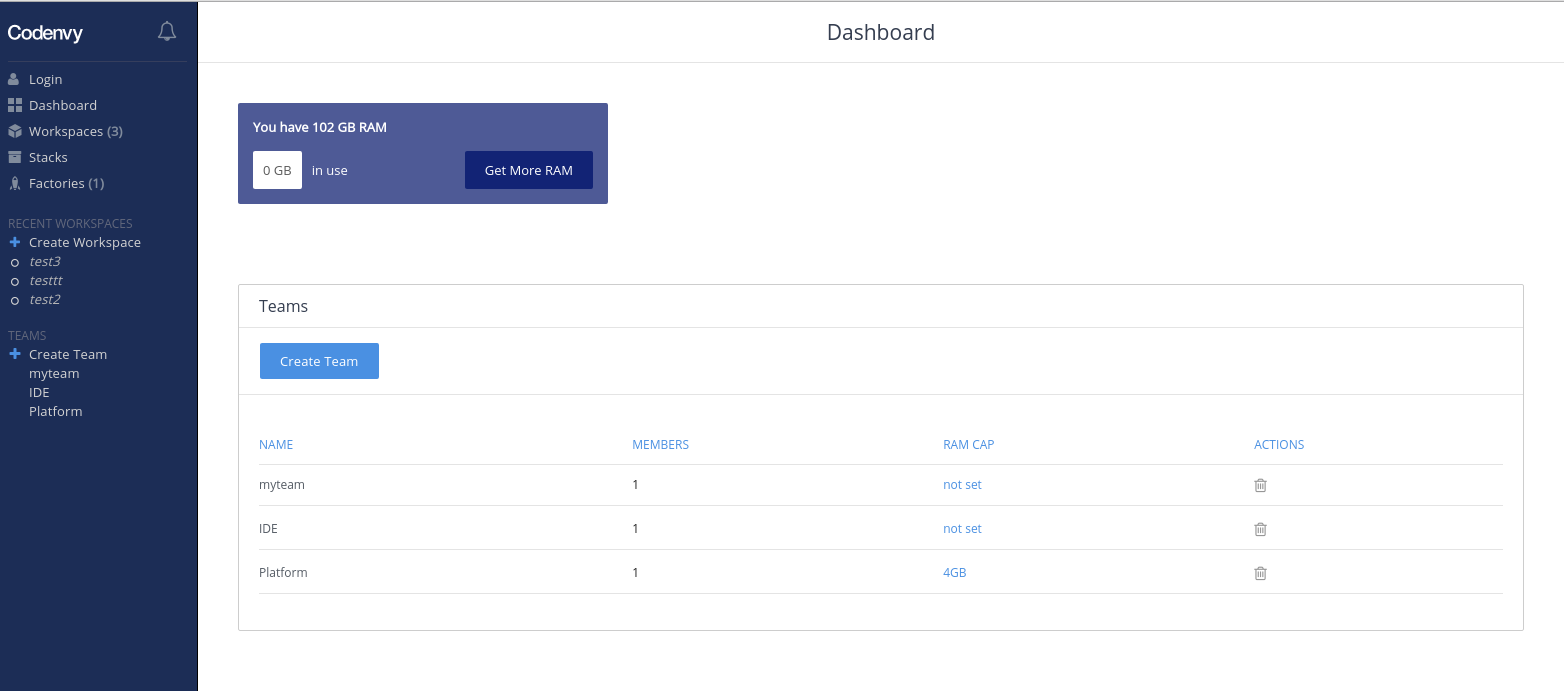 Codenvy
Login
Dashboard
Workspaces (3)
Stacks
Factories (1)
RECENT WORKSPACES
Create Workspace
test3
testtt
test2
TEAMS
Create Team
myteam
IDE
Platform
Dashboard
You have 102 GB RAM
0 GB in use Get More RAM
Teams
Create Team
NAME MEMBERS RAM CAP ACTIONS
myteam 1 not set
IDE 1 not set
Platform 1 4GB